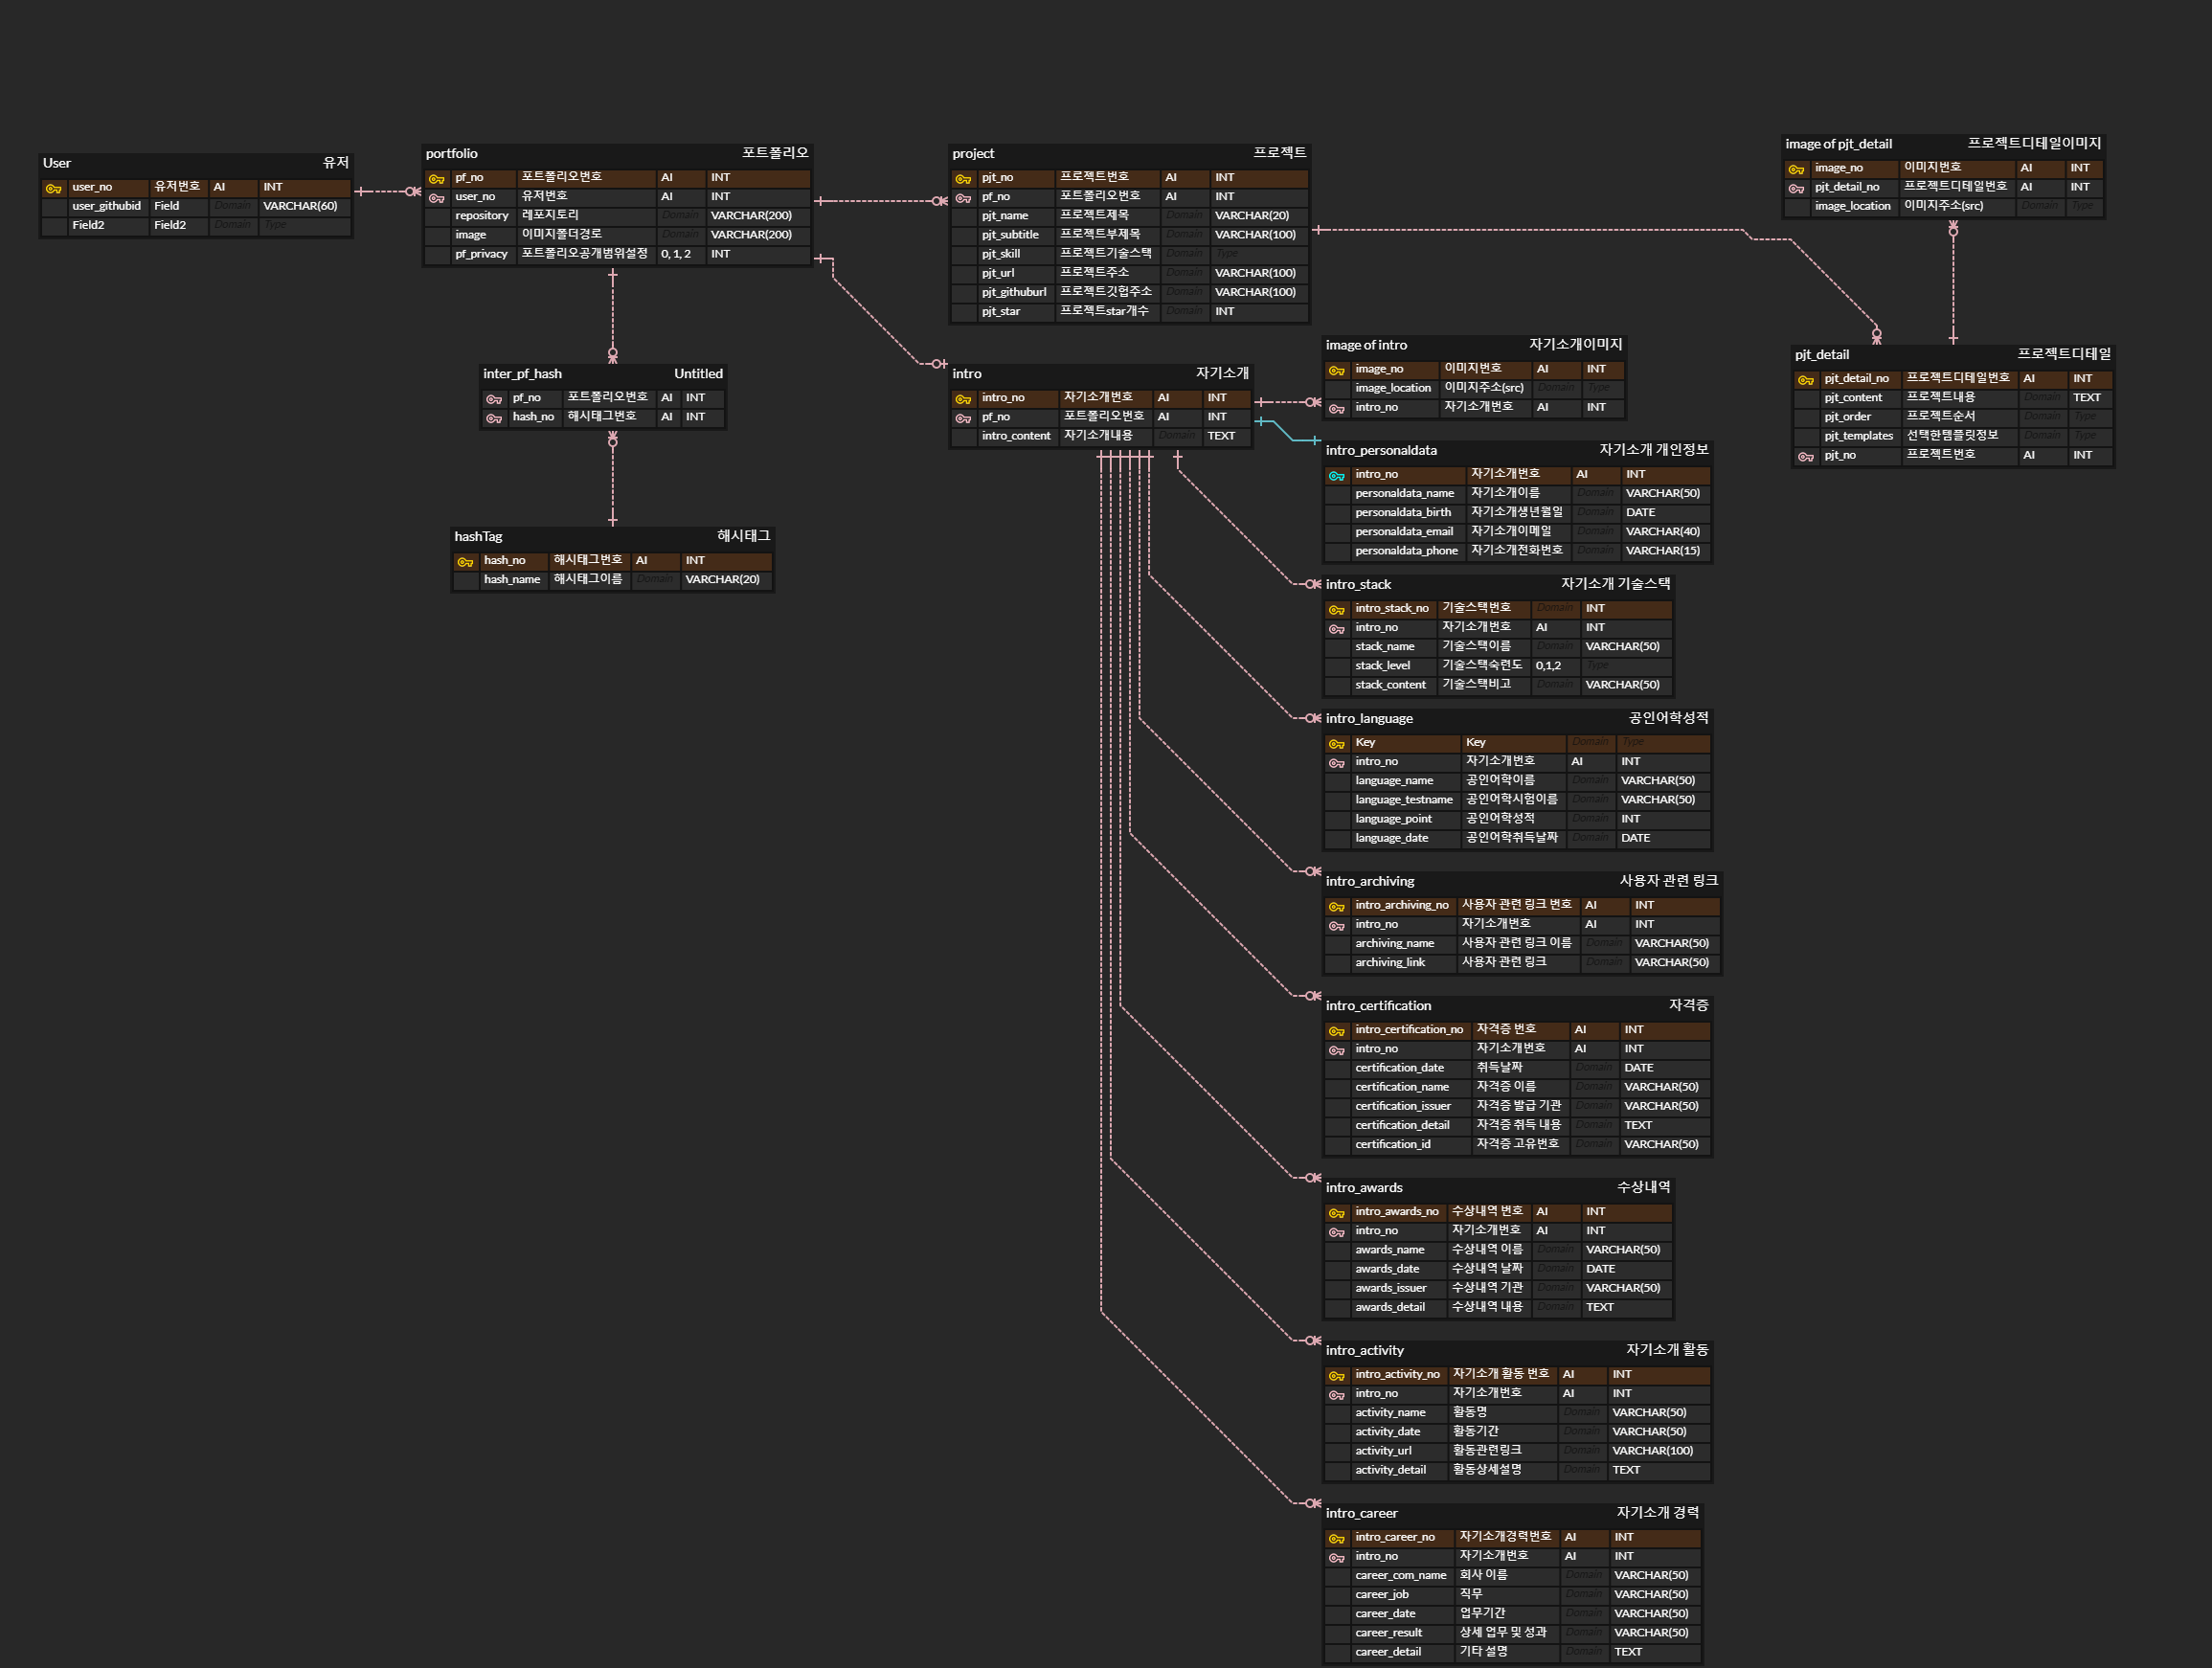 User 유저
user_no 유저번호 AI INT
user_githubid Field Domain VARCHAR(60)
Field2 Field2 Domain Type
portfolio 포트폴리오
pf_no 포트폴리오번호 AI INT
user_no 유저번호 AI INT
repository 레포지토리 Domain VARCHAR(200)
image 이미지폴더경로 Domain VARCHAR(200)
pf_privacy 포트폴리오공개범위설정 0, 1, 2 INT
inter_pf_hash Untitled
pf_no 포트폴리오번호 AI INT
hash_no 해시태그번호 AI INT
hashTag 해시태그
hash_no 해시태그번호 AI INT
hash_name 해시태그이름 Domain VARCHAR(20)
project 프로젝트
pjt_no 프로젝트번호 AI INT
pf_no 포트폴리오번호 AI INT
pjt_name 프로젝트제목 Domain VARCHAR(20)
pjt_subtitle 프로젝트부제목 Domain VARCHAR(100)
pjt_skill 프로젝트기술스택 Domain Type
pjt_url 프로젝트주소 Domain VARCHAR(100)
pjt_githuburl 프로젝트깃헙주소 Domain VARCHAR(100)
pjt_star 프로젝트star개수 Domain INT
intro 자기소개
intro_no 자기소개번호 AI INT
pf_no 포트폴리오번호 AI INT
intro_content 자기소개내용 Domain TEXT
image of pjt_detail 프로젝트디테일이미지
image_no 이미지번호 AI INT
pjt_detail_no 프로젝트디테일번호 AI INT
image_location 이미지주소(src) Domain Type
pjt_detail 프로젝트디테일
pjt_detail_no 프로젝트디테일번호 AI INT
pjt_content 프로젝트내용 Domain TEXT
pjt_order 프로젝트순서 Domain Type
pjt_templates 선택한템플릿정보 Domain Type
pjt_no 프로젝트번호 AI INT
image of intro 자기소개이미지
image_no 이미지번호 AI INT
image_location 이미지주소(src) Domain Type
intro_no 자기소개번호 AI INT
intro_personaldata 자기소개 개인정보
intro_no 자기소개번호 AI INT
personaldata_name 자기소개이름 Domain VARCHAR(50)
personaldata_birth 자기소개생년월일 Domain DATE
personaldata_email 자기소개이메일 Domain VARCHAR(40)
personaldata_phone 자기소개전화번호 Domain VARCHAR(15)
intro_stack 자기소개 기술스택
intro_stack_no 기술스택번호 Domain INT
intro_no 자기소개번호 AI INT
stack_name 기술스택이름 Domain VARCHAR(50)
stack_level 기술스택숙련도 0,1,2 Type
stack_content 기술스택비고 Domain VARCHAR(50)
intro_language 공인어학성적
Key Key Domain Type
intro_no 자기소개번호 AI INT
language_name 공인어학이름 Domain VARCHAR(50)
language_testname 공인어학시험이름 Domain VARCHAR(50)
language_point 공인어학성적 Domain INT
language_date 공인어학취득날짜 Domain DATE
intro_archiving 사용자 관련 링크
intro_archiving_no 사용자 관련 링크 번호 AI INT
intro_no 자기소개번호 AI INT
archiving_name 사용자 관련 링크 이름 Domain VARCHAR(50)
archiving_link 사용자 관련 링크 Domain VARCHAR(50)
intro_certification 자격증
intro_certification_no 자격증 번호 AI INT
intro_no 자기소개번호 AI INT
certification_date 취득날짜 Domain DATE
certification_name 자격증 이름 Domain VARCHAR(50)
certification_issuer 자격증 발급 기관 Domain VARCHAR(50)
certification_detail 자격증 취득 내용 Domain TEXT
certification_id 자격증 고유번호 Domain VARCHAR(50)
intro_awards 수상내역
intro_awards_no 수상내역 번호 AI INT
intro_no 자기소개번호 AI INT
awards_name 수상내역 이름 Domain VARCHAR(50)
awards_date 수상내역 날짜 Domain DATE
awards_issuer 수상내역 기관 Domain VARCHAR(50)
awards_detail 수상내역 내용 Domain TEXT
intro_activity 자기소개 활동
intro_activity_no 자기소개 활동 번호 AI INT
intro_no 자기소개번호 AI INT
activity_name 활동명 Domain VARCHAR(50)
activity_date 활동기간 Domain VARCHAR(50)
activity_url 활동관련링크 Domain VARCHAR(100)
activity_detail 활동상세설명 Domain TEXT
intro_career 자기소개 경력
intro_career_no 자기소개경력번호 AI INT
intro_no 자기소개번호 AI INT
career_com_name 회사 이름 Domain VARCHAR(50)
career_job 직무 Domain VARCHAR(50)
career_date 업무기간 Domain VARCHAR(50)
career_result 상세 업무 및 성과 Domain VARCHAR(50)
career_detail 기타 설명 Domain TEXT